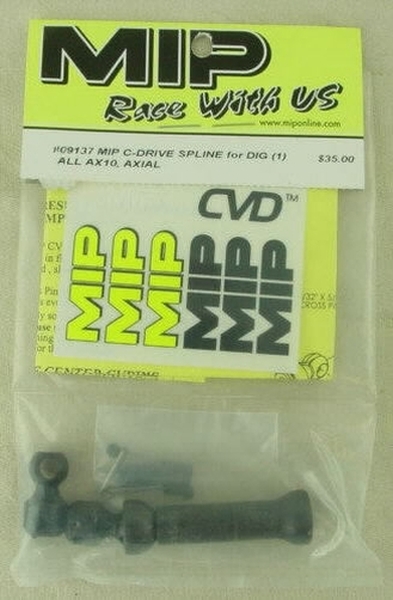 MIP
Race With US
www.miponline.com
#09137 MIP C-DRIVE SPLINE for DIG (1) $35.00
ALL AX10, AXIAL
CVD™
MIP MIP MIP MIP MIP MIP